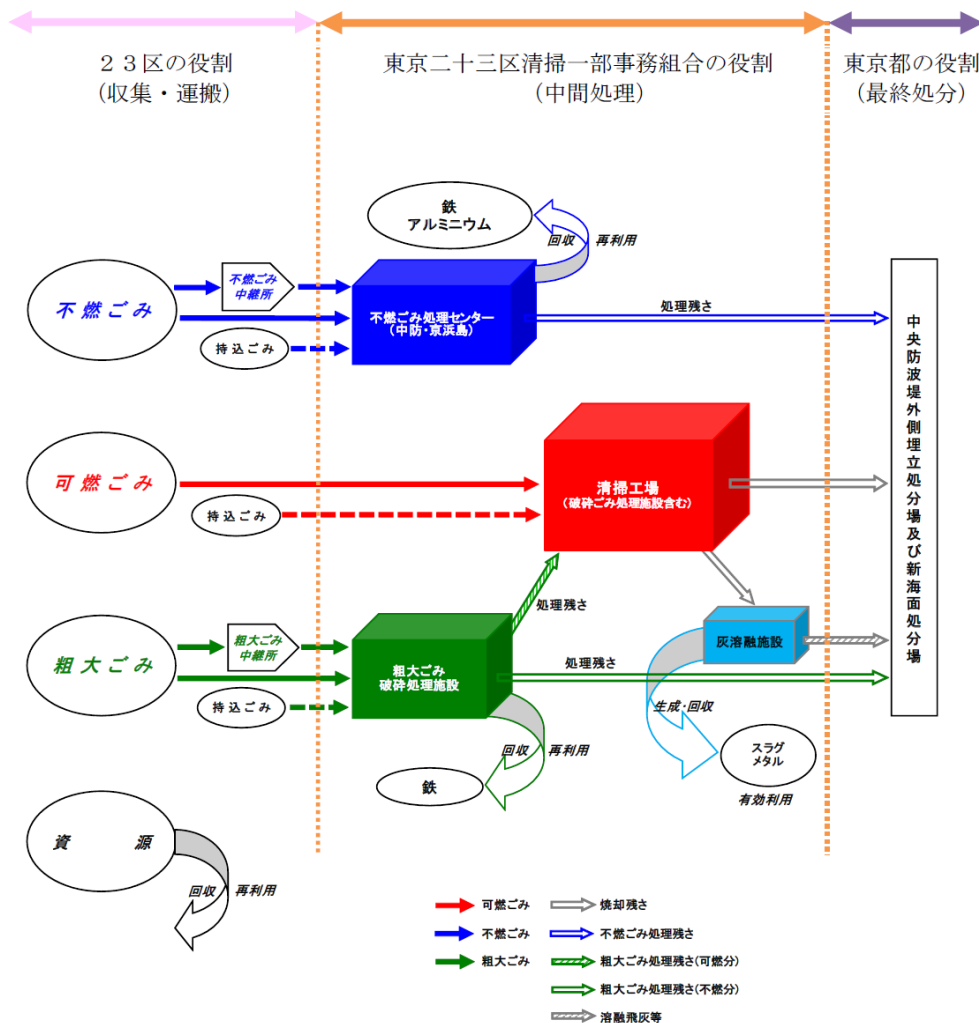 ２３区の役割
（収集・運搬）
東京二十三区清掃一部事務組合の役割
（中間処理）
東京都の役割
（最終処分）
鉄
アルミニウム
回収 再利用
不燃ごみ
不燃ごみ
中継所
持込ごみ
不燃ごみ処理センター
（中防・京浜島）
処理残さ
可燃ごみ
持込ごみ
清掃工場
（破砕ごみ処理施設含む）
処理残さ
粗大ごみ
粗大ごみ
中継所
持込ごみ
粗大ごみ
破砕処理施設
処理残さ
灰溶融施設
生成・回収
スラグ
メタル
有効利用
回収 再利用
鉄
中央防波堤外側埋立処分場及び新海面処分場
資源
回収 再利用
可燃ごみ
不燃ごみ
粗大ごみ
焼却残さ
不燃ごみ処理残さ
粗大ごみ処理残さ(可燃分)
粗大ごみ処理残さ(不燃分)
溶融飛灰等